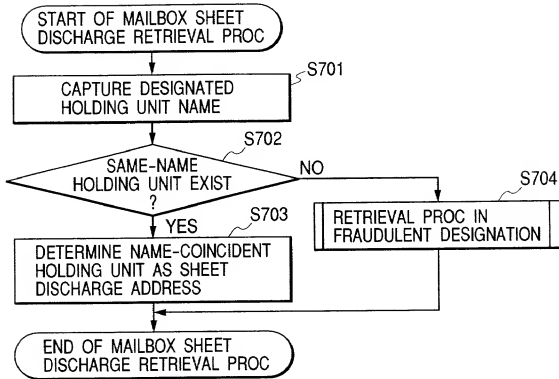 START OF MAILBOX SHEET
DISCHARGE RETRIEVAL PROC
S701
CAPTURE DESIGNATED
HOLDING UNIT NAME
S702
SAME-NAME
HOLDING UNIT EXIST
?
NO
YES
S704
RETRIEVAL PROC IN
FRAUDULENT DESIGNATION
S703
DETERMINE NAME-COINCIDENT
HOLDING UNIT AS SHEET
DISCHARGE ADDRESS
END OF MAILBOX SHEET
DISCHARGE RETRIEVAL PROC